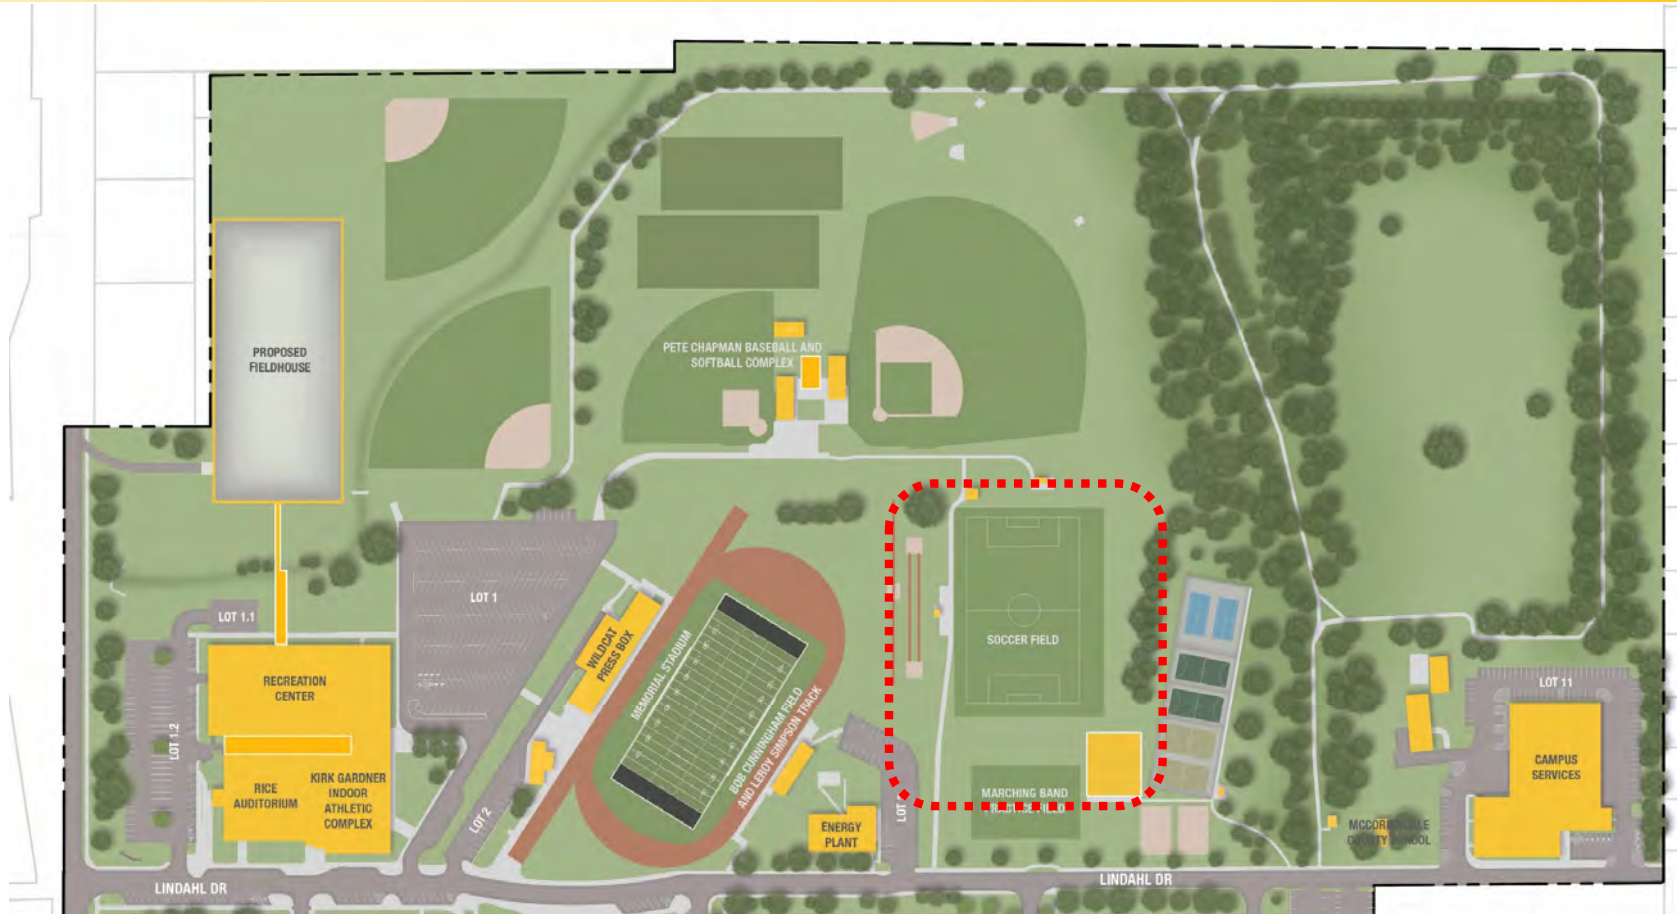 PROPOSED
FIELDHOUSE
PETE CHAPMAN BASEBALL AND
SOFTBALL COMPLEX
LOT 1
LOT 1.1
WILDCAT
PRESS BOX
MEMORIAL STADIUM
SOCCER FIELD
RECREATION
CENTER
BOB CUNNINGHAM FIELD
AND LEROY SIMPSON TRACK
LOT 11
LOT 1.2
RICE
AUDITORIUM
KIRK GARDNER
INDOOR
ATHLETIC
COMPLEX
CAMPUS
SERVICES
MARCHING BAND
FIELD
LOT 2
LOT
ENERGY
PLANT
COUNTY
LINDAHL DR
LINDAHL DR